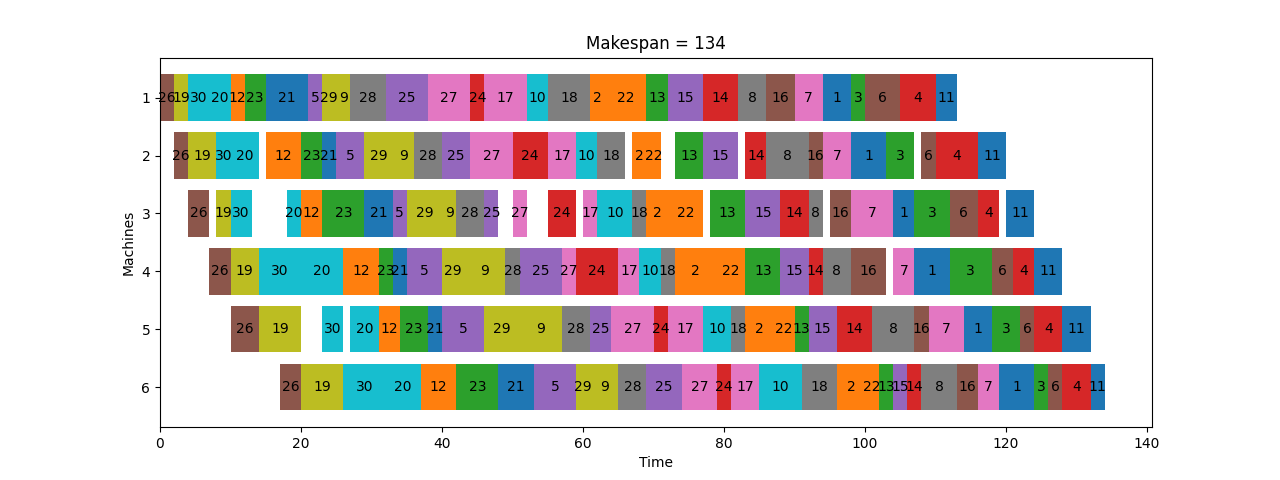 Makespan = 134
1 26 19 30 20 12 23 21 5 29 9 28 25 27 24 17 10 18 2 22 13 15 14 8 16 7 1 3 6 4 11
2 26 19 30 20 12 23 21 5 29 9 28 25 27 24 17 10 18 2 22 13 15 14 8 16 7 1 3 6 4 11
3 26 19 30 20 12 23 21 5 29 9 28 25 27 24 17 10 18 2 22 13 15 14 8 16 7 1 3 6 4 11
Machines
4 26 19 30 20 12 23 21 5 29 9 28 25 27 24 17 10 18 2 22 13 15 14 8 16 7 1 3 6 4 11
5 26 19 30 20 12 23 21 5 29 9 28 25 27 24 17 10 18 2 22 13 15 14 8 16 7 1 3 6 4 11
6 26 19 30 20 12 23 21 5 29 9 28 25 27 24 17 10 18 2 22 13 15 14 8 16 7 1 3 6 4 11
0 20 40 60 80 100 120 140
Time